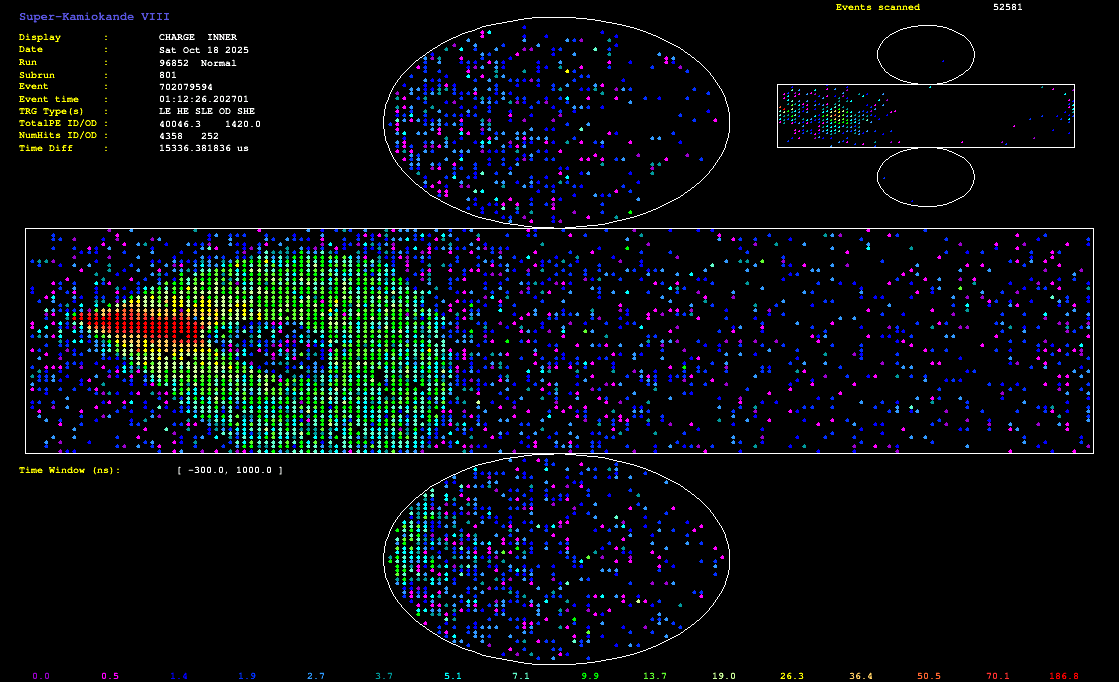 Super-Kamiokande VIII
Display : CHARGE INNER
Date : Sat Oct 18 2025
Run : 96852 Normal
Subrun : 801
Event : 702079594
Event time : 01:12:26.202701
TRG Type(s) : LE HE SLE OD SHE
TotalPE ID/OD : 40046.3 1420.0
NumHits ID/OD : 4358 252
Time Diff : 15336.381836 us
Events scanned 52581
Time Window (ns): [ -300.0, 1000.0 ]
0.0 0.5 1.4 1.9 2.7 3.7 5.1 7.1 9.9 13.7 19.0 26.3 36.4 50.5 70.1 186.8